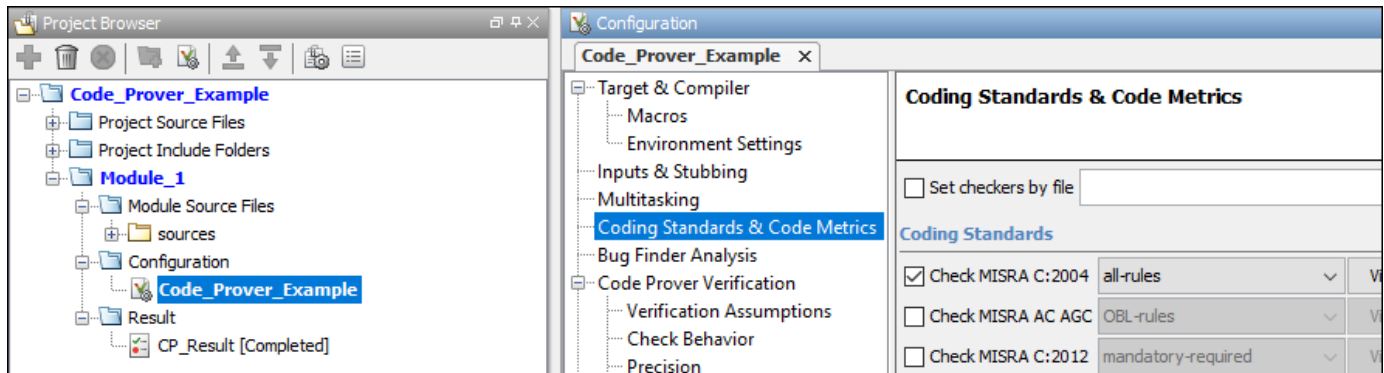 Project Browser
Code_Prover_Example
Project Source Files
Project Include Folders
Module_1
Module Source Files
sources
Configuration
Code_Prover_Example
Result
CP_Result [Completed]
Configuration
Code_Prover_Example X
Target & Compiler
Macros
Environment Settings
Inputs & Stubbing
Multitasking
Coding Standards & Code Metrics
Bug Finder Analysis
Code Prover Verification
Verification Assumptions
Check Behavior
Precision
Coding Standards & Code Metrics
Set checkers by file
Coding Standards
Check MISRA C:2004 all-rules
Check MISRA AC AGC OBL-rules
Check MISRA C:2012 mandatory-required